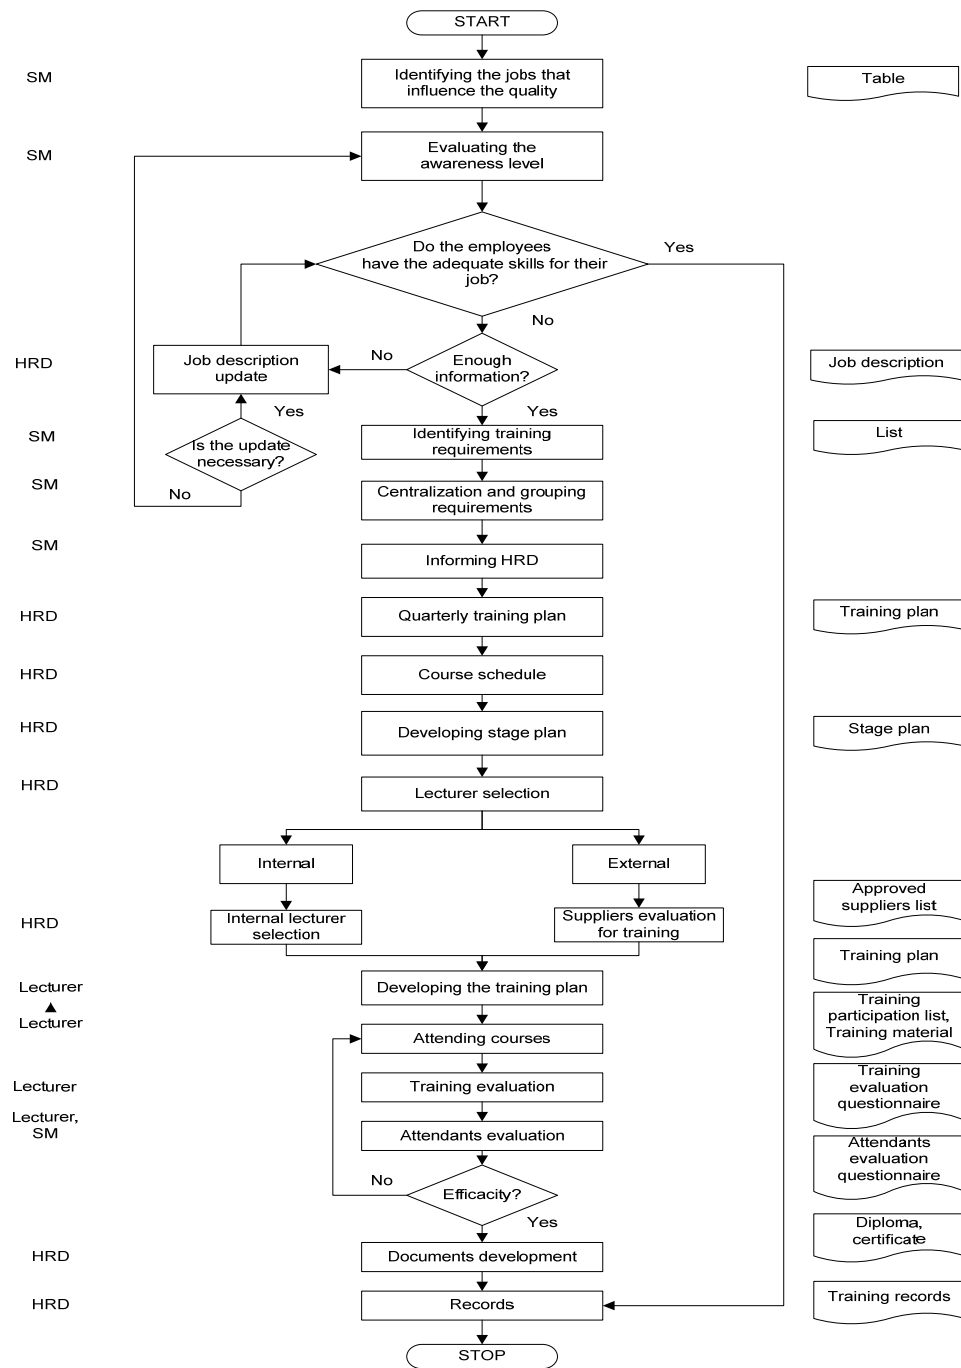 START
SM
Identifying the jobs that
influence the quality
Table
SM
Evaluating the
awareness level
Do the employees
have the adequate skills for their
job?
Yes
No
HRD
Job description
update
No
Enough
information?
Job description
Yes
Yes
SM
Is the update
necessary?
Identifying training
requirements
List
SM
No
Centralization and grouping
requirements
SM
Informing HRD
HRD
Quarterly training plan
Training plan
HRD
Course schedule
HRD
Developing stage plan
Stage plan
HRD
Lecturer selection
Internal
External
HRD
Internal lecturer
selection
Suppliers evaluation
for training
Approved
suppliers list
Training plan
Lecturer
Developing the training plan
Lecturer
Attending courses
Training
participation list,
Training material
Lecturer
Training evaluation
Training
evaluation
questionnaire
Lecturer,
SM
Attendants evaluation
Attendants
evaluation
questionnaire
No
Efficacity?
Yes
Diploma,
certificate
HRD
Documents development
HRD
Records
Training records
STOP